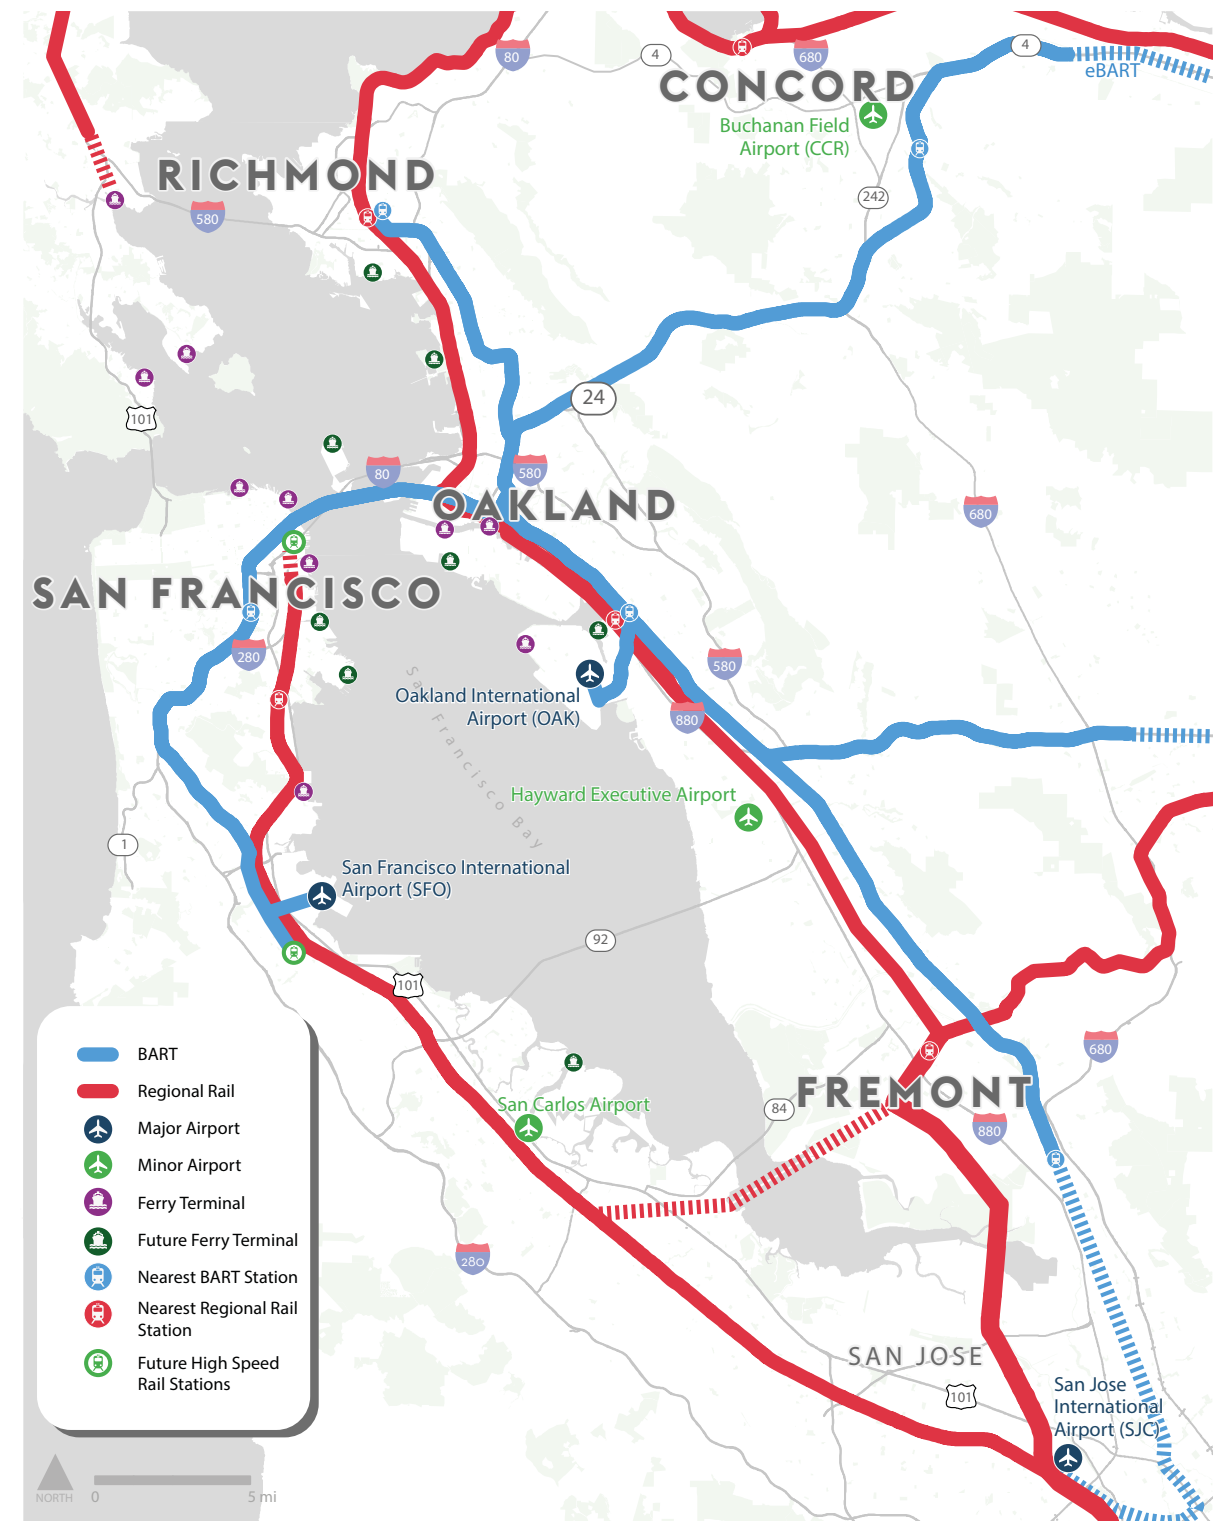 80
4
680
4
eBART
CONCORD
Buchanan Field
Airport (CCR)
RICHMOND
242
580
24
101
80
580
OAKLAND
680
SAN FRANCISCO
280
580
Oakland International
Airport (OAK)
880
San Francisco Bay
Hayward Executive Airport
1
San Francisco International
Airport (SFO)
92
101
BART
Regional Rail
Major Airport
Minor Airport
Ferry Terminal
Future Ferry Terminal
Nearest BART Station
Nearest Regional Rail
Station
Future High Speed
Rail Stations
680
FREMONT
San Carlos Airport
84
880
280
SAN JOSE
San Jose
International
Airport (SJC)
101
NORTH
0
5 mi